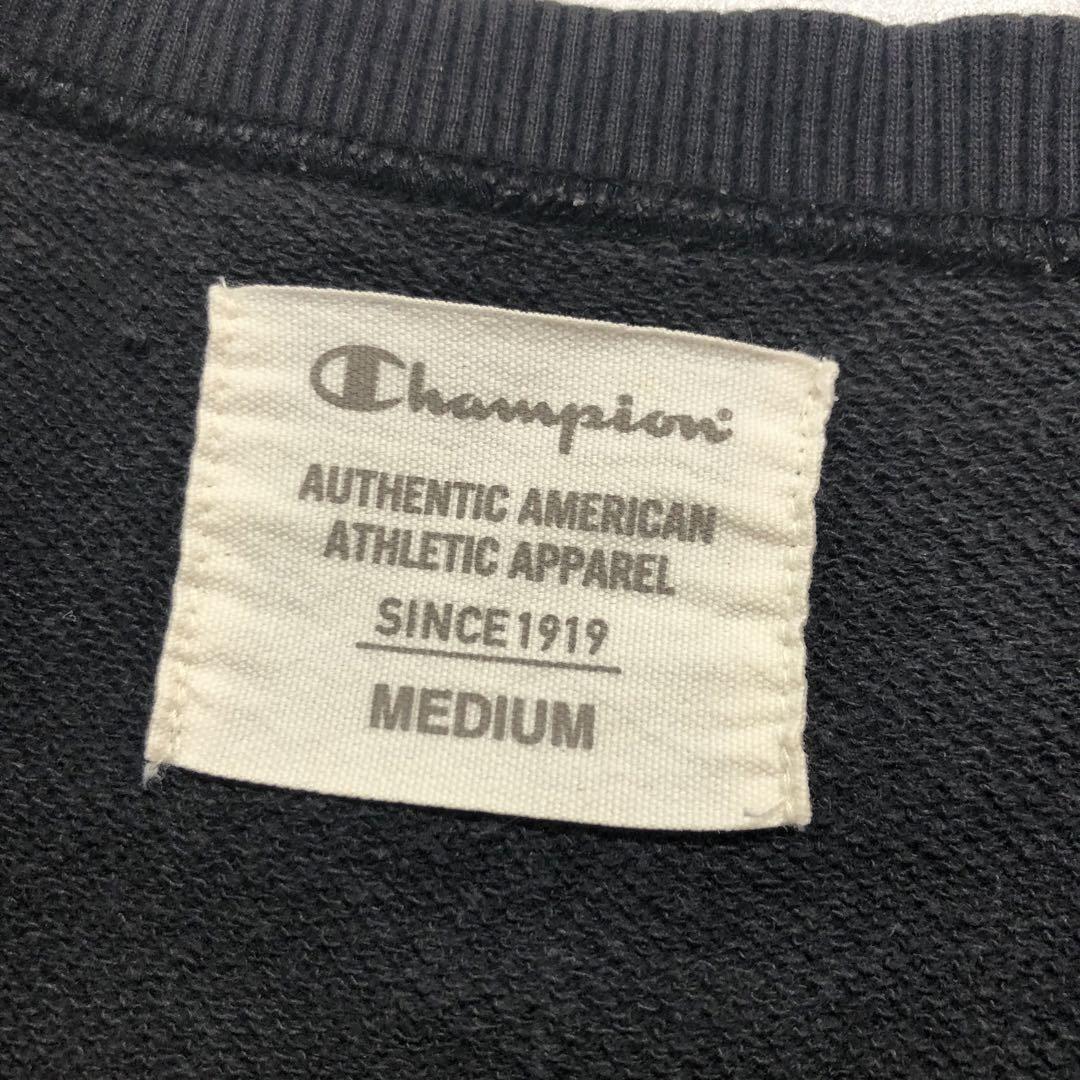 Champion
AUTHENTIC AMERICAN
ATHLETIC APPAREL
SINCE 1919
MEDIUM